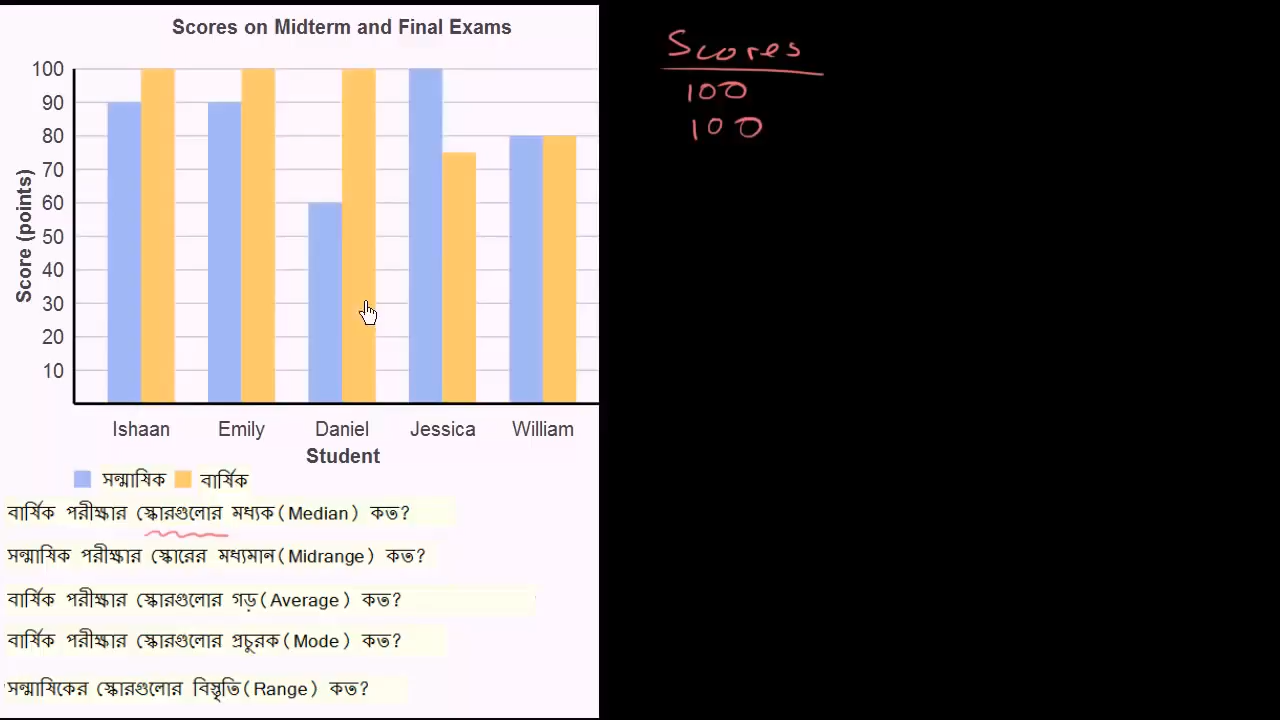 Scores on Midterm and Final Exams
Score (points)
100
90
80
70
60
50
40
30
20
10
Ishaan Emily Daniel Jessica William
Student
সন্মাষিক বার্ষিক
বার্ষিক পরীক্ষার স্কোরগুলোর মধ্যক(Median) কত?
সন্মাষিক পরীক্ষার স্কোরের মধ্যমান(Midrange) কত?
বার্ষিক পরীক্ষার স্কোরগুলোর গড়(Average) কত?
বার্ষিক পরীক্ষার স্কোরগুলোর প্রচুরক(Mode) কত?
সন্মাষিকের স্কোরগুলোর বিস্তৃতি(Range) কত?
Scores
100
100